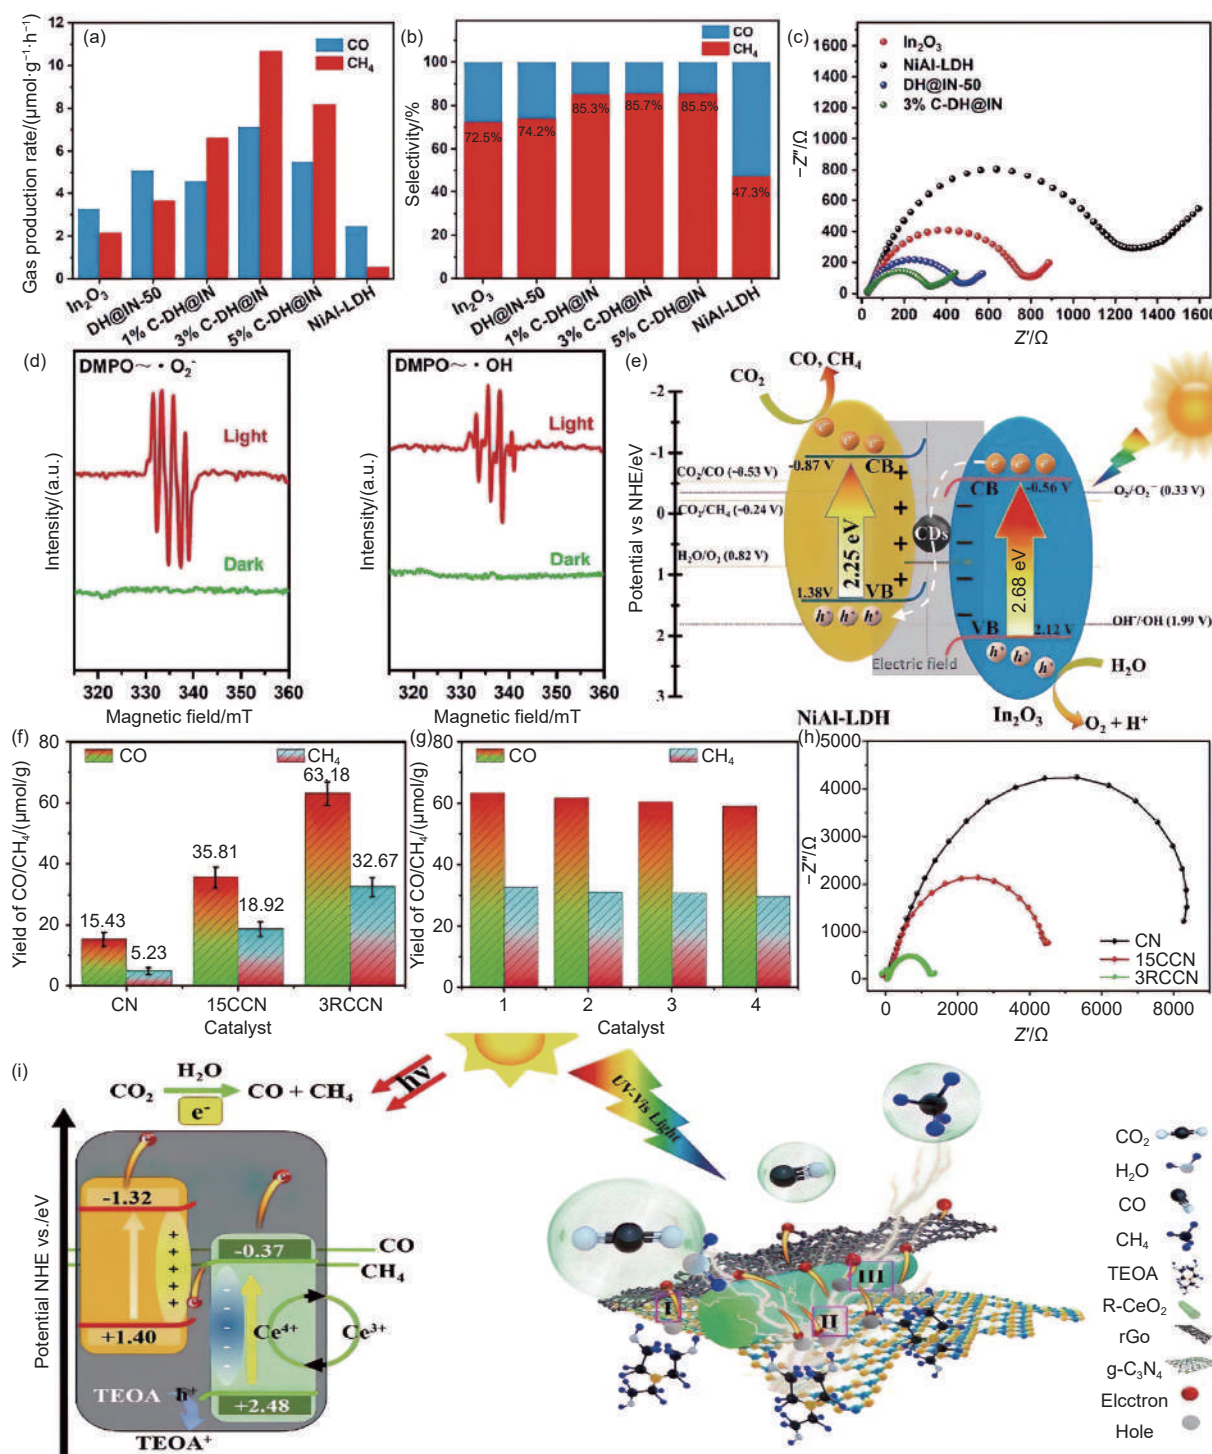 (a)
Gas production rate/(μmol·g⁻¹·h⁻¹)
12
10
8
6
4
2
0
CO
CH₄
In₂O₃
DH@IN-50
1% C-DH@IN
3% C-DH@IN
5% C-DH@IN
NiAl-LDH
(b)
Selectivity/%
100
80
60
40
20
0
CO
CH₄
72.5%
74.2%
85.3%
85.7%
85.5%
47.3%
In₂O₃
DH@IN-50
1% C-DH@IN
3% C-DH@IN
5% C-DH@IN
NiAl-LDH
(c)
−Z″/Ω
1600
1400
1200
1000
800
600
400
200
0
In₂O₃
NiAl-LDH
DH@IN-50
3% C-DH@IN
0 200 400 600 800 1000 1200 1400 1600
Z′/Ω
(d)
DMPO～・O₂⁻
Light
Dark
Intensity/(a.u.)
320 330 340 350 360
Magnetic field/mT
DMPO～・OH
Light
Dark
Intensity/(a.u.)
320 330 340 350 360
Magnetic field/mT
(e)
Potential vs NHE/eV
−2
−1
0
1
2
3
CO₂
CO, CH₄
e⁻ e⁻ e⁻
-0.87 V
CB
CO₂/CO (−0.53 V)
CO₂/CH₄ (−0.24 V)
H₂O/O₂ (0.82 V)
2.25 eV
1.38V
VB
h⁺ h⁺ h⁺
+
+
+
+
CDs
Electric field
e⁻ e⁻ e⁻
CB
-0.56 V
O₂/O₂⁻ (0.33 V)
2.68 eV
VB
2.12 V
OH⁻/OH (1.99 V)
h⁺ h⁺ h⁺
H₂O
O₂ + H⁺
NiAl-LDH
In₂O₃
(f)
Yield of CO/CH₄/(μmol/g)
80
60
40
20
0
CO
CH₄
15.43
5.23
35.81
18.92
63.18
32.67
CN
15CCN
3RCCN
Catalyst
(g)
Yield of CO/CH₄/(μmol/g)
80
60
40
20
0
CO
CH₄
1 2 3 4
Catalyst
(h)
−Z″/Ω
5000
4000
3000
2000
1000
0
CN
15CCN
3RCCN
0 2000 4000 6000 8000 10000
Z′/Ω
(i)
Potential NHE vs./eV
CO₂
H₂O
CO + CH₄
e⁻
hν
UV-Vis Light
-1.32
+1.40
+
+
+
+
+
-0.37
+2.48
CO
CH₄
Ce⁴⁺
Ce³⁺
TEOA
h⁺
TEOA⁺
I
II
III
CO₂
H₂O
CO
CH₄
TEOA
R-CeO₂
rGo
g-C₃N₄
Elcctron
Hole